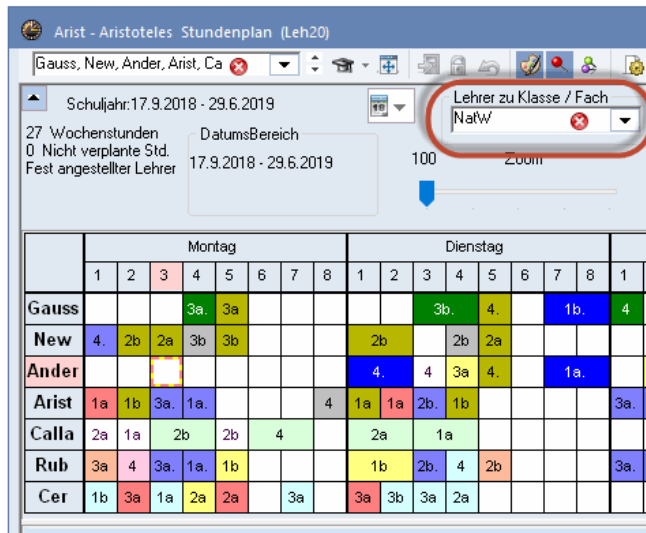 Arist - Aristoteles Stundenplan (Leh20)
Gauss, New, Ander, Arist, Ca
Schuljahr:17.9.2018 - 29.6.2019
18
Lehrer zu Klasse / Fach
NatW
27 Wochenstunden
0 Nicht verplante Std.
Fest angestellter Lehrer
DatumsBereich
17.9.2018 - 29.6.2019
100 Zoom
Montag Dienstag
1 2 3 4 5 6 7 8 1 2 3 4 5 6 7 8 1
Gauss 3a. 3a 3b. 4. 1b. 4
New 4. 2b 2a 3b 3b 2b 2b 2a
Ander 4. 4 3a 4. 1a.
Arist 1a 1b 3a. 1a. 4 1a 1a 2b. 1b 3a.
Calla 2a 1a 2b 2b 4 2a 1a
Rub 3a 4 3a. 1a. 1b 1b 2b. 4 2b 3a.
Cer 1b 3a 1a 2a 2a 3a 3a 3b 3a 2a